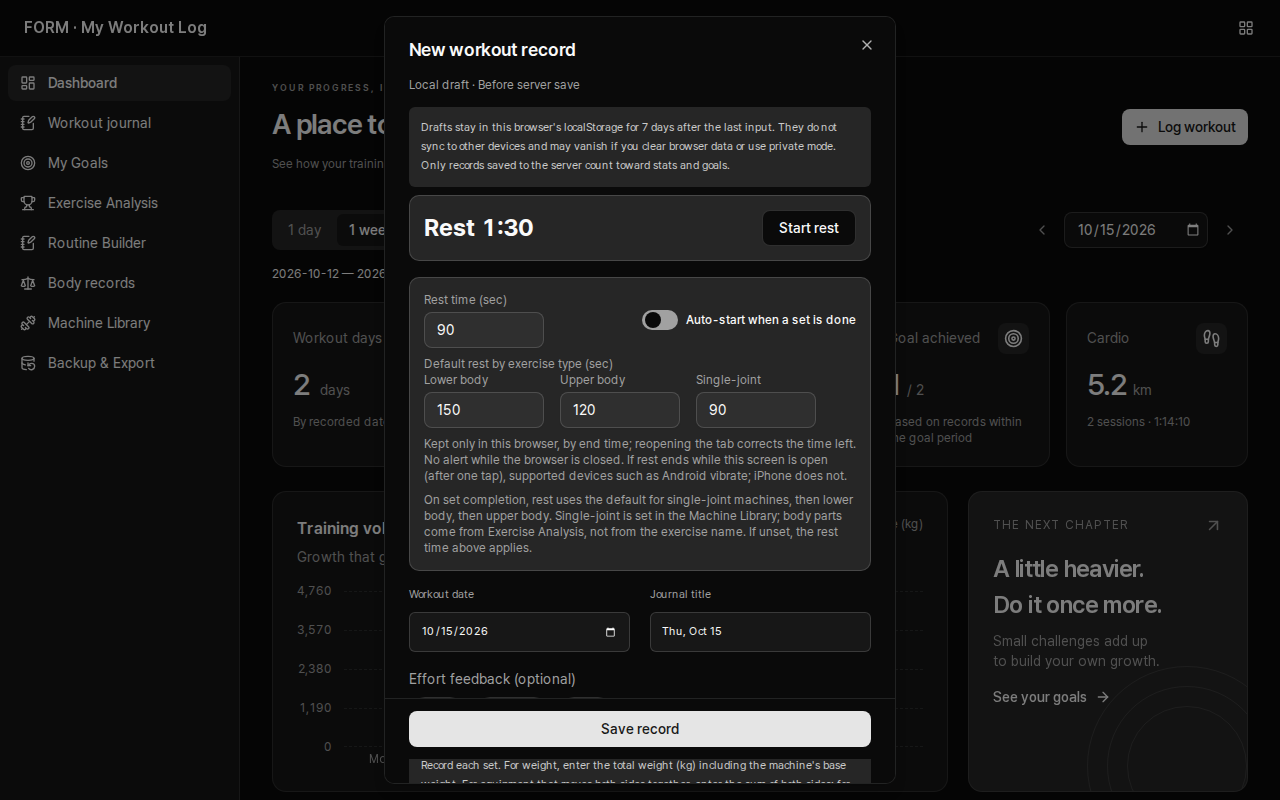 FORM · My Workout Log
Dashboard
Workout journal
My Goals
Exercise Analysis
Routine Builder
Body records
Machine Library
Backup & Export
YOUR PROGRESS,
A place to
See how your
Log workout
1 day
1
10/15/2026
2026-10-12 — 2026
Workout days
2 days
By recorded
achieved
/ 2
on records within
goal period
Cardio
5.2 km
2 sessions · 1:14:10
Training
(kg)
Growth that
4,760
3,570
2,380
1,190
0
THE NEXT CHAPTER
A little heavier.
Do it once more.
Small challenges add up
to build your own growth.
See your goals
New workout record
Local draft · Before server save
Drafts stay in this browser's localStorage for 7 days after the last input. They do not
sync to other devices and may vanish if you clear browser data or use private mode.
Only records saved to the server count toward stats and goals.
Rest 1:30
Start rest
Rest time (sec)
90
Auto-start when a set is done
Default rest by exercise type (sec)
Lower body
Upper body
Single-joint
150
120
90
Kept only in this browser, by end time; reopening the tab corrects the time left.
No alert while the browser is closed. If rest ends while this screen is open
(after one tap), supported devices such as Android vibrate; iPhone does not.
On set completion, rest uses the default for single-joint machines, then lower
body, then upper body. Single-joint is set in the Machine Library; body parts
come from Exercise Analysis, not from the exercise name. If unset, the rest
time above applies.
Workout date
Journal title
10/15/2026
Thu, Oct 15
Effort feedback (optional)
Save record
Record each set. For weight, enter the total weight (kg) including the machine's base